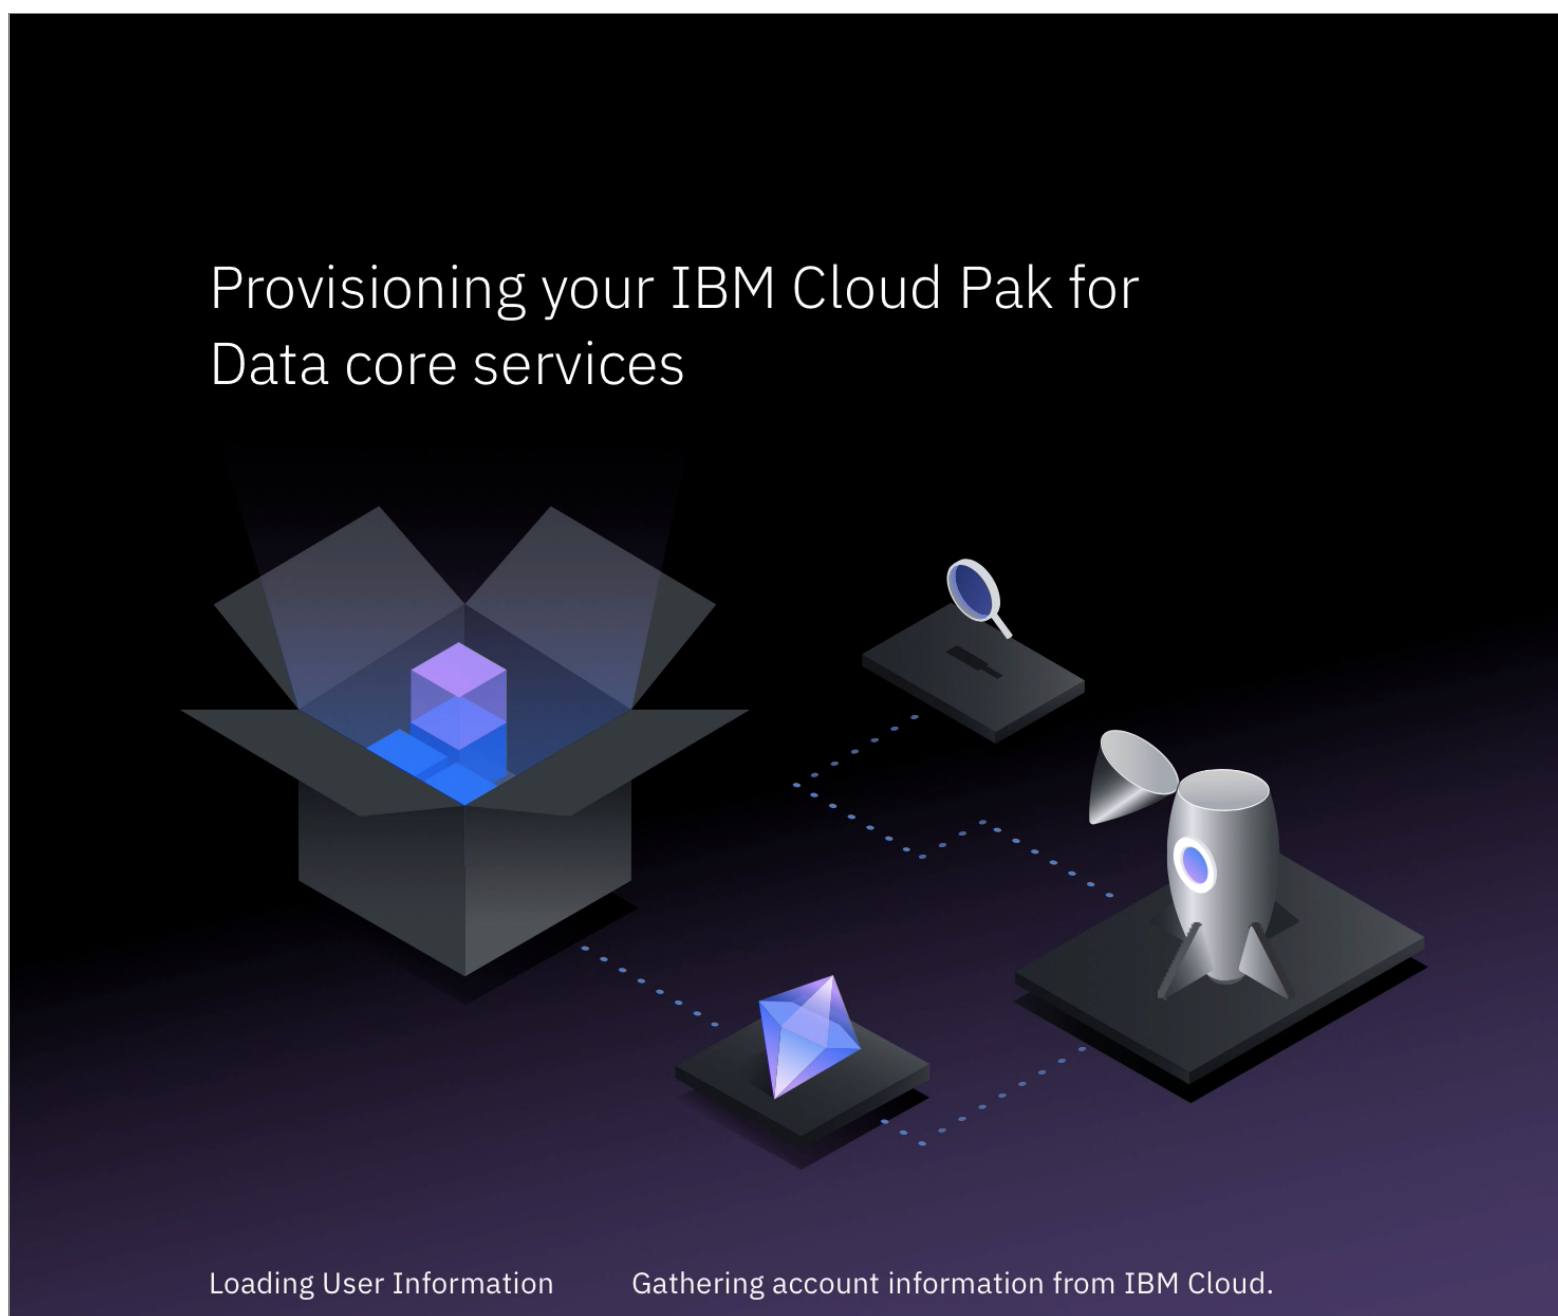 Provisioning your IBM Cloud Pak for
Data core services
Loading User Information
Gathering account information from IBM Cloud.